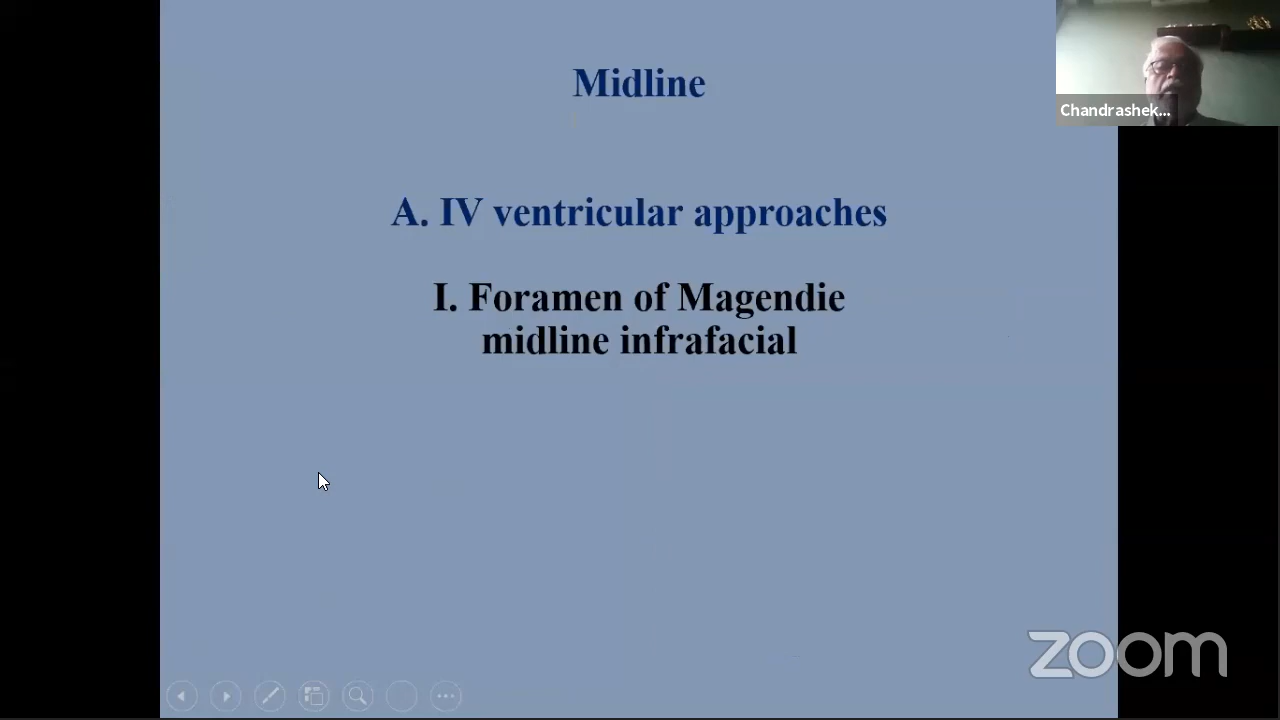 Midline
Chandrashek...
A. IV ventricular approaches
I. Foramen of Magendie
midline infrafacial
zoom